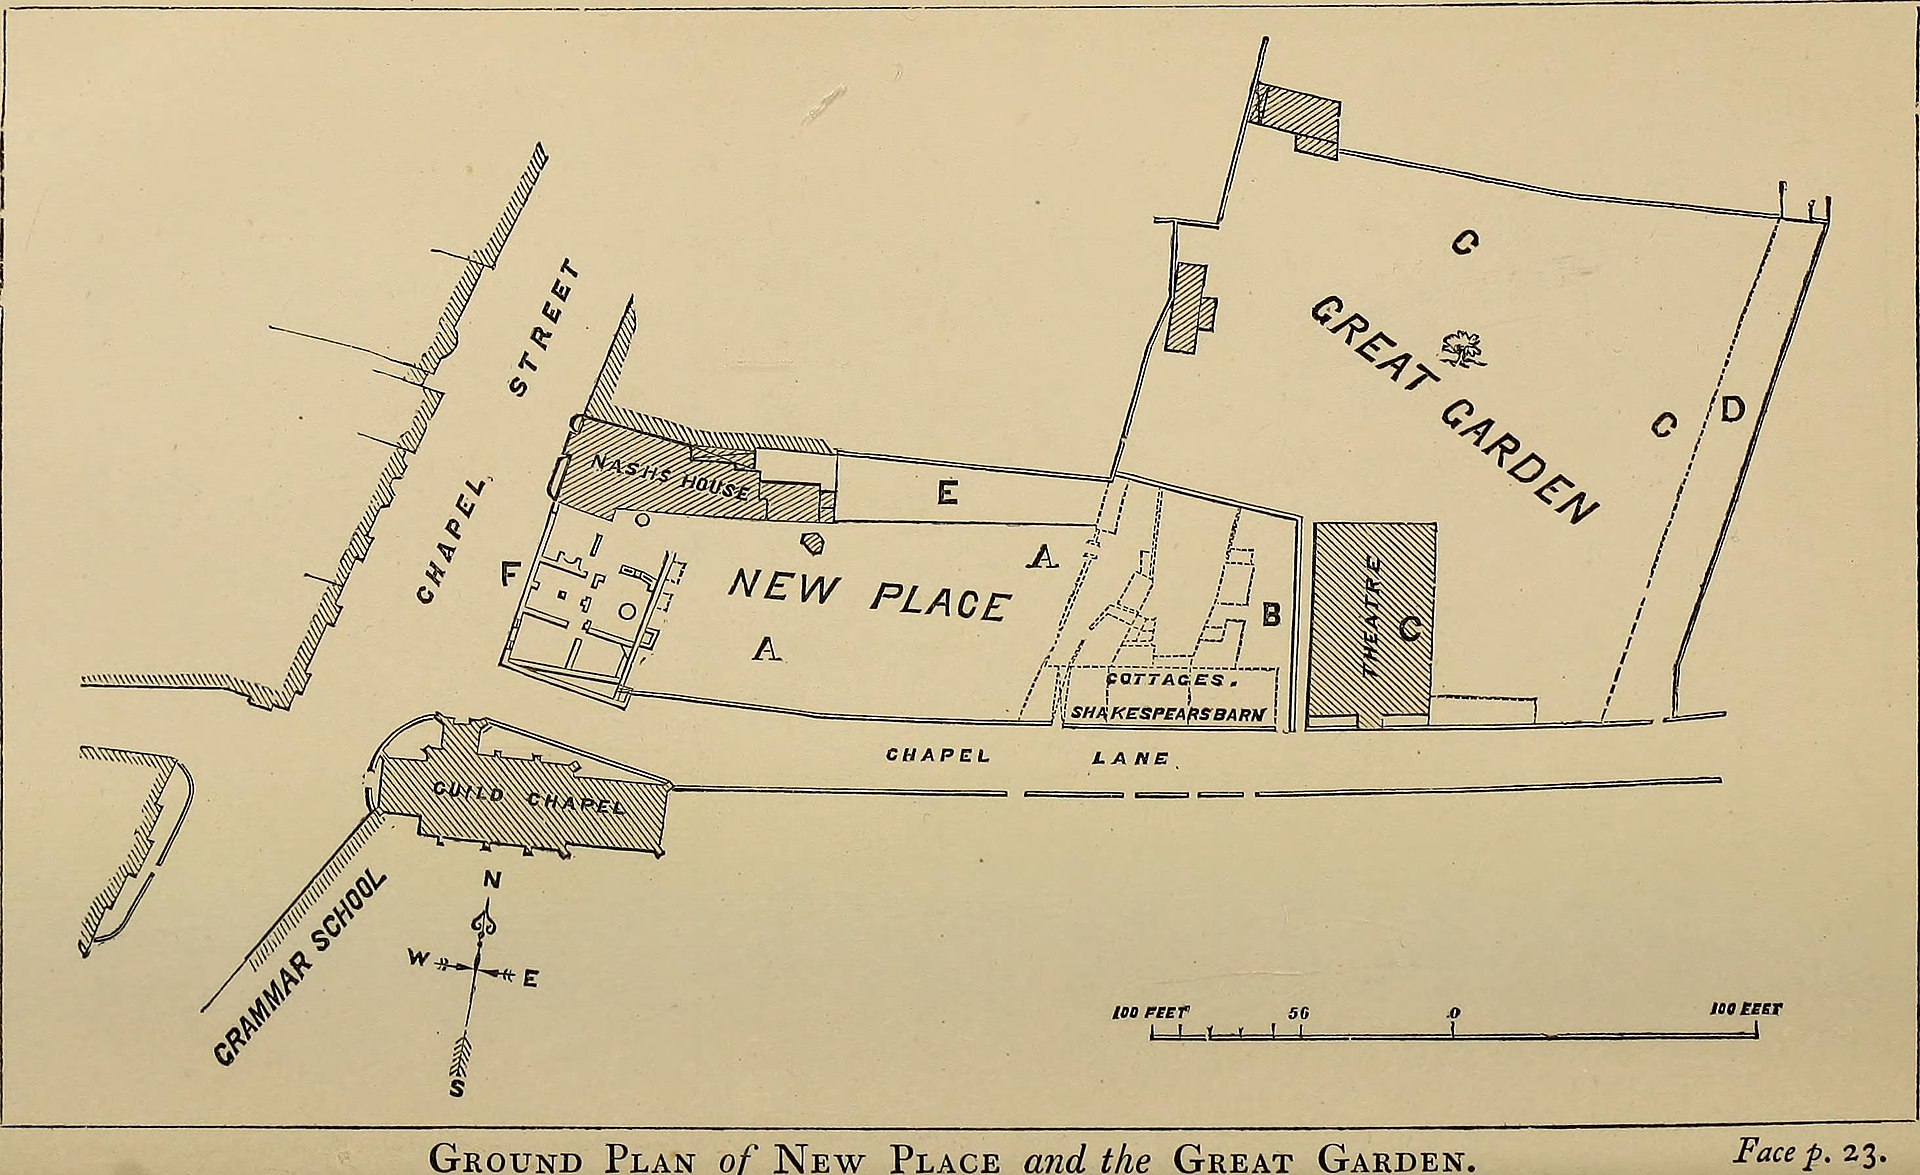 C
GREAT GARDEN
C
D
CHAPEL STREET
NASHS HOUSE
E
A
F
NEW PLACE
A
B
THEATRE
C
COTTAGES.
SHAKESPEARS BARN
CHAPEL LANE.
GUILD CHAPEL
GRAMMAR SCHOOL
N
W
E
S
100 FEET 50 0 100 FEET
GROUND PLAN of NEW PLACE and the GREAT GARDEN.
Face p. 23.